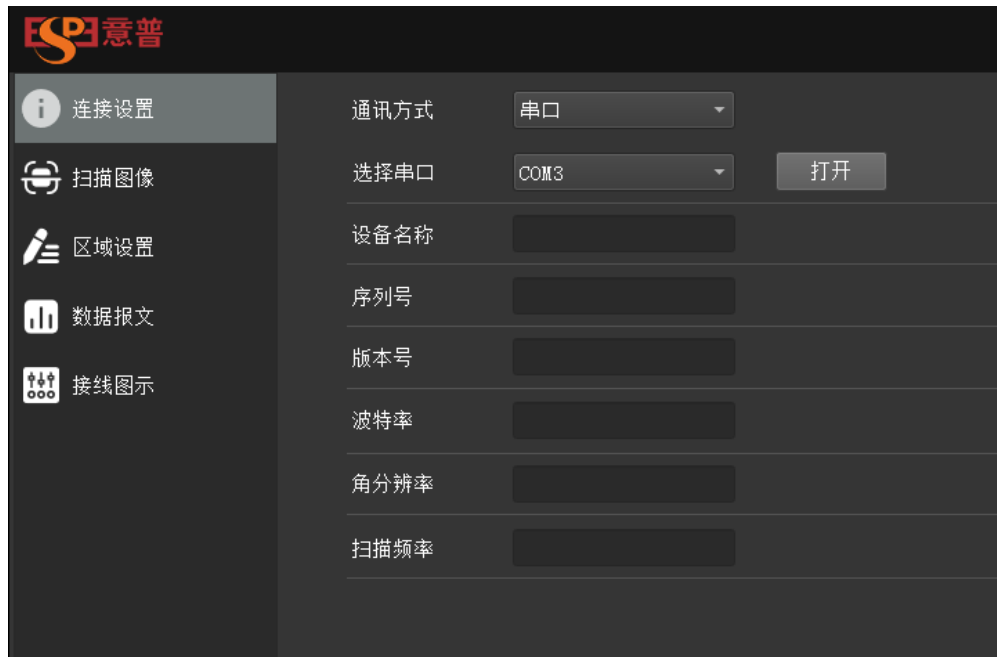 ESPE意普
连接设置
扫描图像
区域设置
数据报文
接线图示
通讯方式 串口
选择串口 COM3 打开
设备名称
序列号
版本号
波特率
角分辨率
扫描频率